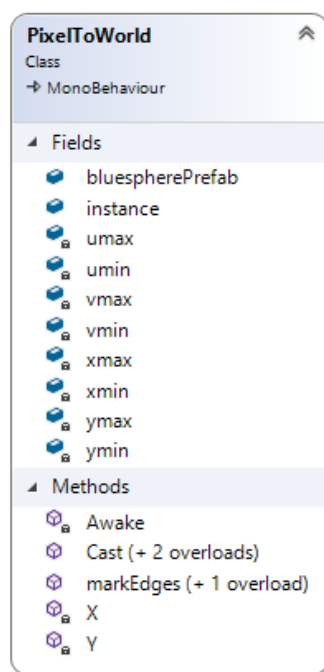 PixelToWorld
Class
MonoBehaviour
Fields
bluespherePrefab
instance
umax
umin
vmax
vmin
xmax
xmin
ymax
ymin
Methods
Awake
Cast (+ 2 overloads)
markEdges (+ 1 overload)
X
Y